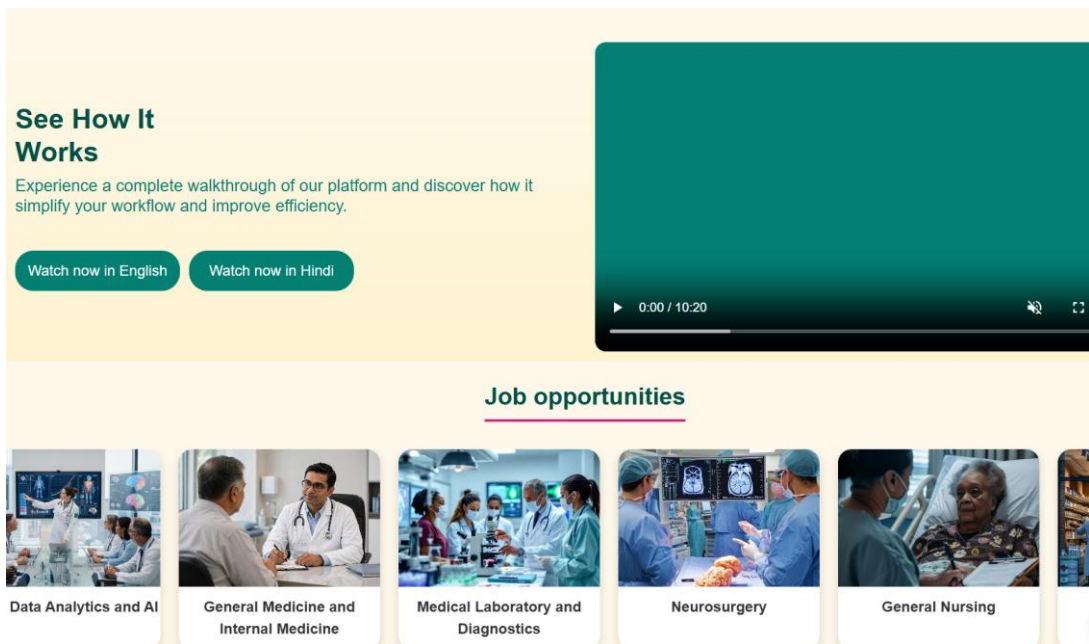 See How It
Works
Experience a complete walkthrough of our platform and discover how it
simplify your workflow and improve efficiency.
Watch now in English
Watch now in Hindi
0:00 / 10:20
Job opportunities
Data Analytics and AI
General Medicine and
Internal Medicine
Medical Laboratory and
Diagnostics
Neurosurgery
General Nursing